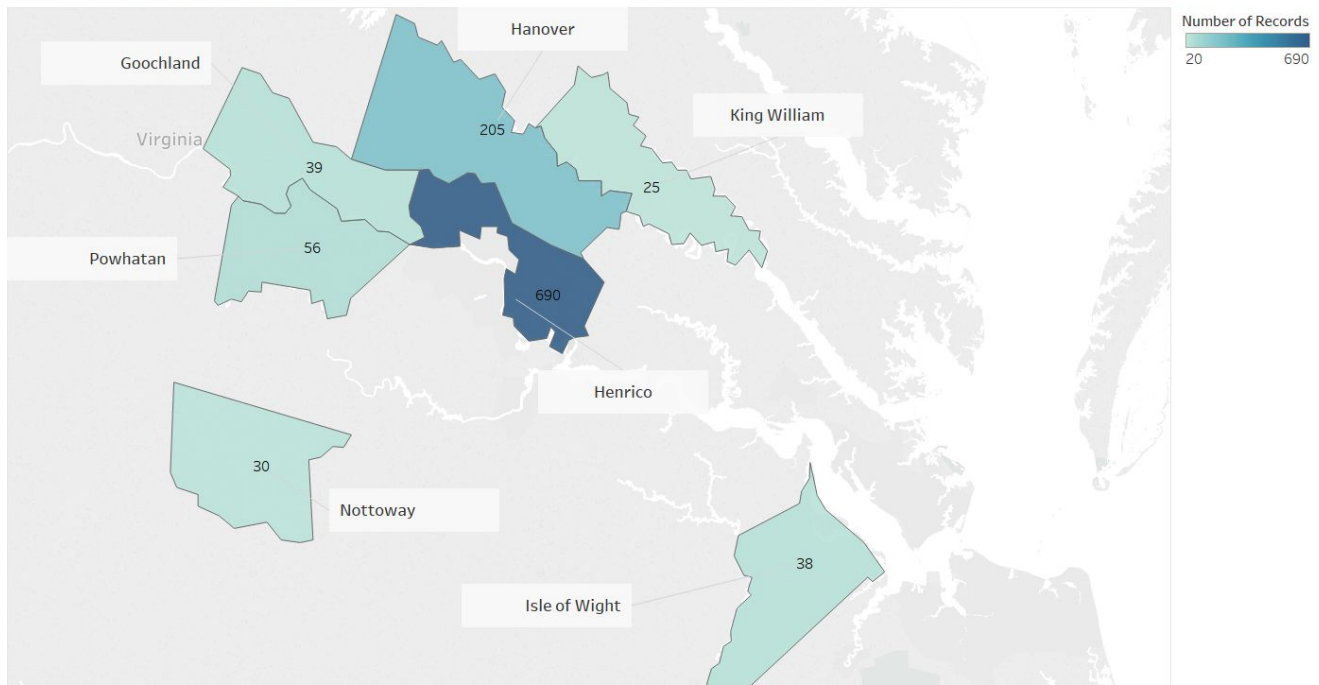 Number of Records
20 690
Hanover
Goochland
King William
205
Virginia
39
25
56
Powhatan
690
Henrico
30
Nottoway
38
Isle of Wight